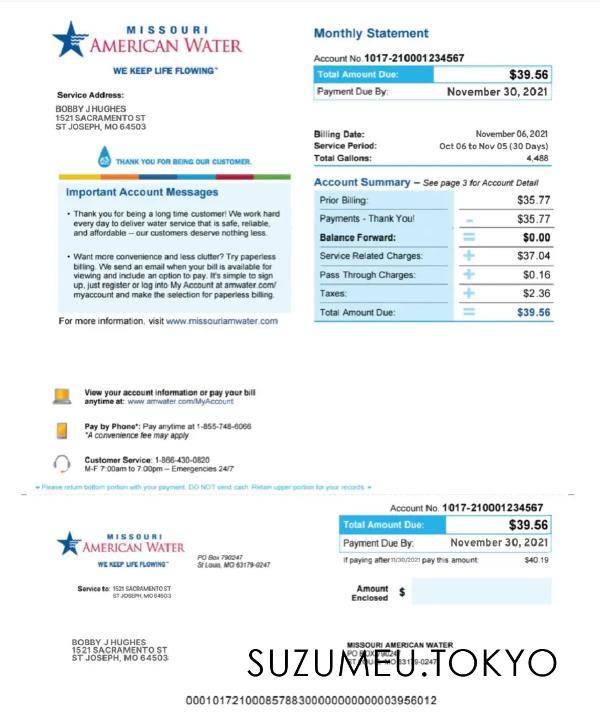 MISSOURI
AMERICAN WATER
WE KEEP LIFE FLOWING™
Service Address:
BOBBY J HUGHES
1521 SACRAMENTO ST
ST JOSEPH, MO 64503
THANK YOU FOR BEING OUR CUSTOMER.
Important Account Messages
• Thank you for being a long time customer! We work hard
every day to deliver water service that is safe, reliable,
and affordable – our customers deserve nothing less.
• Want more convenience and less clutter? Try paperless
billing. We send an email when your bill is available for
viewing and include an option to pay. It's simple to sign
up, just register or log into My Account at amwater.com/
myaccount and make the selection for paperless billing.
For more information, visit www.missouriamwater.com
Monthly Statement
Account No. 1017-210001234567
Total Amount Due: $39.56
Payment Due By: November 30, 2021
Billing Date: November 06, 2021
Service Period: Oct 06 to Nov 05 (30 Days)
Total Gallons: 4,488
Account Summary – See page 3 for Account Detail
Prior Billing: $35.77
Payments - Thank You! - $35.77
Balance Forward: = $0.00
Service Related Charges: + $37.04
Pass Through Charges: + $0.16
Taxes: + $2.36
Total Amount Due: = $39.56
View your account information or pay your bill
anytime at: www.amwater.com/MyAccount
Pay by Phone*: Pay anytime at 1-855-748-6066
*A convenience fee may apply
Customer Service: 1-866-430-0820
M-F 7:00am to 7:00pm – Emergencies 24/7
Please return bottom portion with your payment. DO NOT send cash. Retain upper portion for your records.
MISSOURI
AMERICAN WATER
WE KEEP LIFE FLOWING™
PO Box 790247
St Louis, MO 63179-0247
Service to: 1521 SACRAMENTO ST
ST JOSEPH, MO 64503
Account No. 1017-210001234567
Total Amount Due: $39.56
Payment Due By: November 30, 2021
If paying after 11/30/2021 pay this amount: $40.19
Amount
Enclosed $
BOBBY J HUGHES
1521 SACRAMENTO ST
ST JOSEPH, MO 64503
MISSOURI AMERICAN WATER
PO BOX 790247
ST LOUIS, MO 63179-0247
SUZUMEU.TOKYO